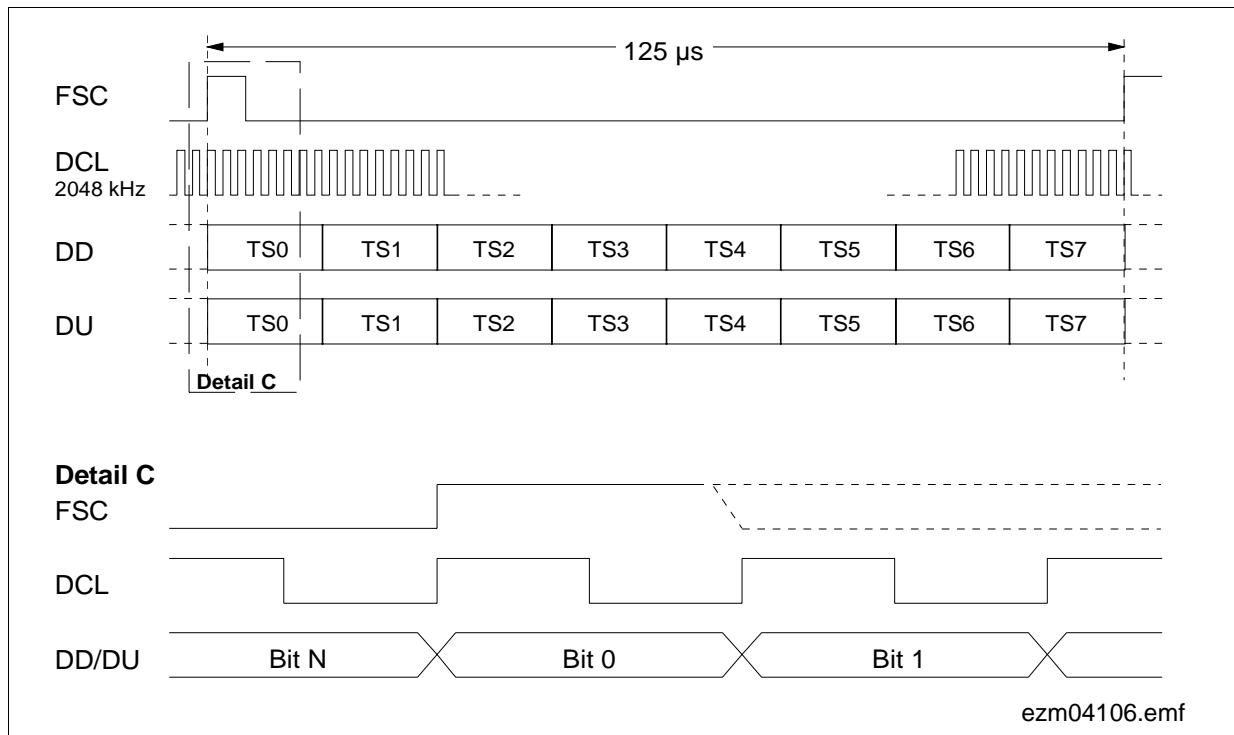 125 µs
FSC
DCL
2048 kHz
DD TS0 TS1 TS2 TS3 TS4 TS5 TS6 TS7
DU TS0 TS1 TS2 TS3 TS4 TS5 TS6 TS7
Detail C
Detail C
FSC
DCL
DD/DU Bit N Bit 0 Bit 1
ezm04106.emf